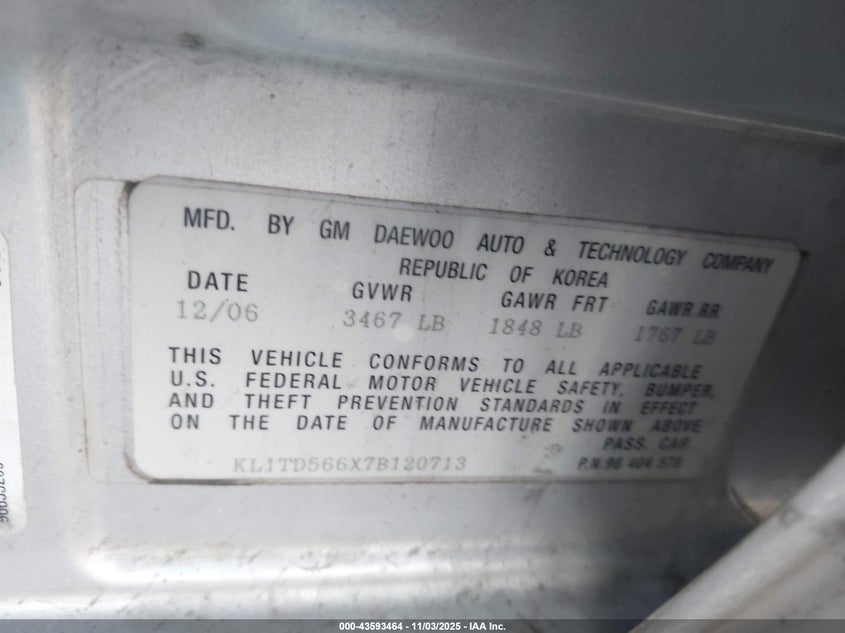 MFD. BY GM DAEWOO AUTO & TECHNOLOGY COMPANY
REPUBLIC OF KOREA
DATE GVWR GAWR FRT GAWR RR
12/06 3467 LB 1848 LB 1767 LB
THIS VEHICLE CONFORMS TO ALL APPLICABLE
U.S. FEDERAL MOTOR VEHICLE SAFETY, BUMPER,
AND THEFT PREVENTION STANDARDS IN EFFECT
ON THE DATE OF MANUFACTURE SHOWN ABOVE
PASS. CAR
KL1TD566X7B120713 P.N.96 404 578
000-43593464 - 11/03/2025 - IAA Inc.